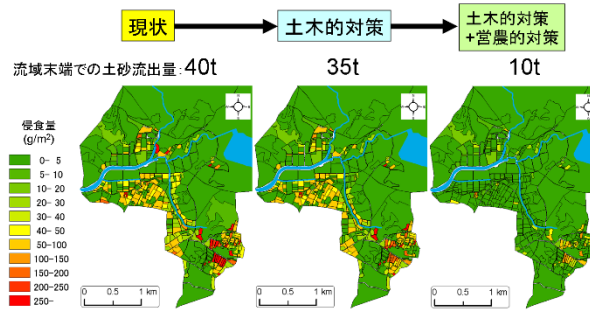 現状
土木的対策
土木的対策
+営農的対策
流域末端での土砂流出量:40t
35t
10t
侵食量
(g/m²)
0- 5
5- 10
10- 20
20- 30
30- 40
40- 50
50-100
100-150
150-200
200-250
250-
0 0.5 1 km
0 0.5 1 km
0 0.5 1 km